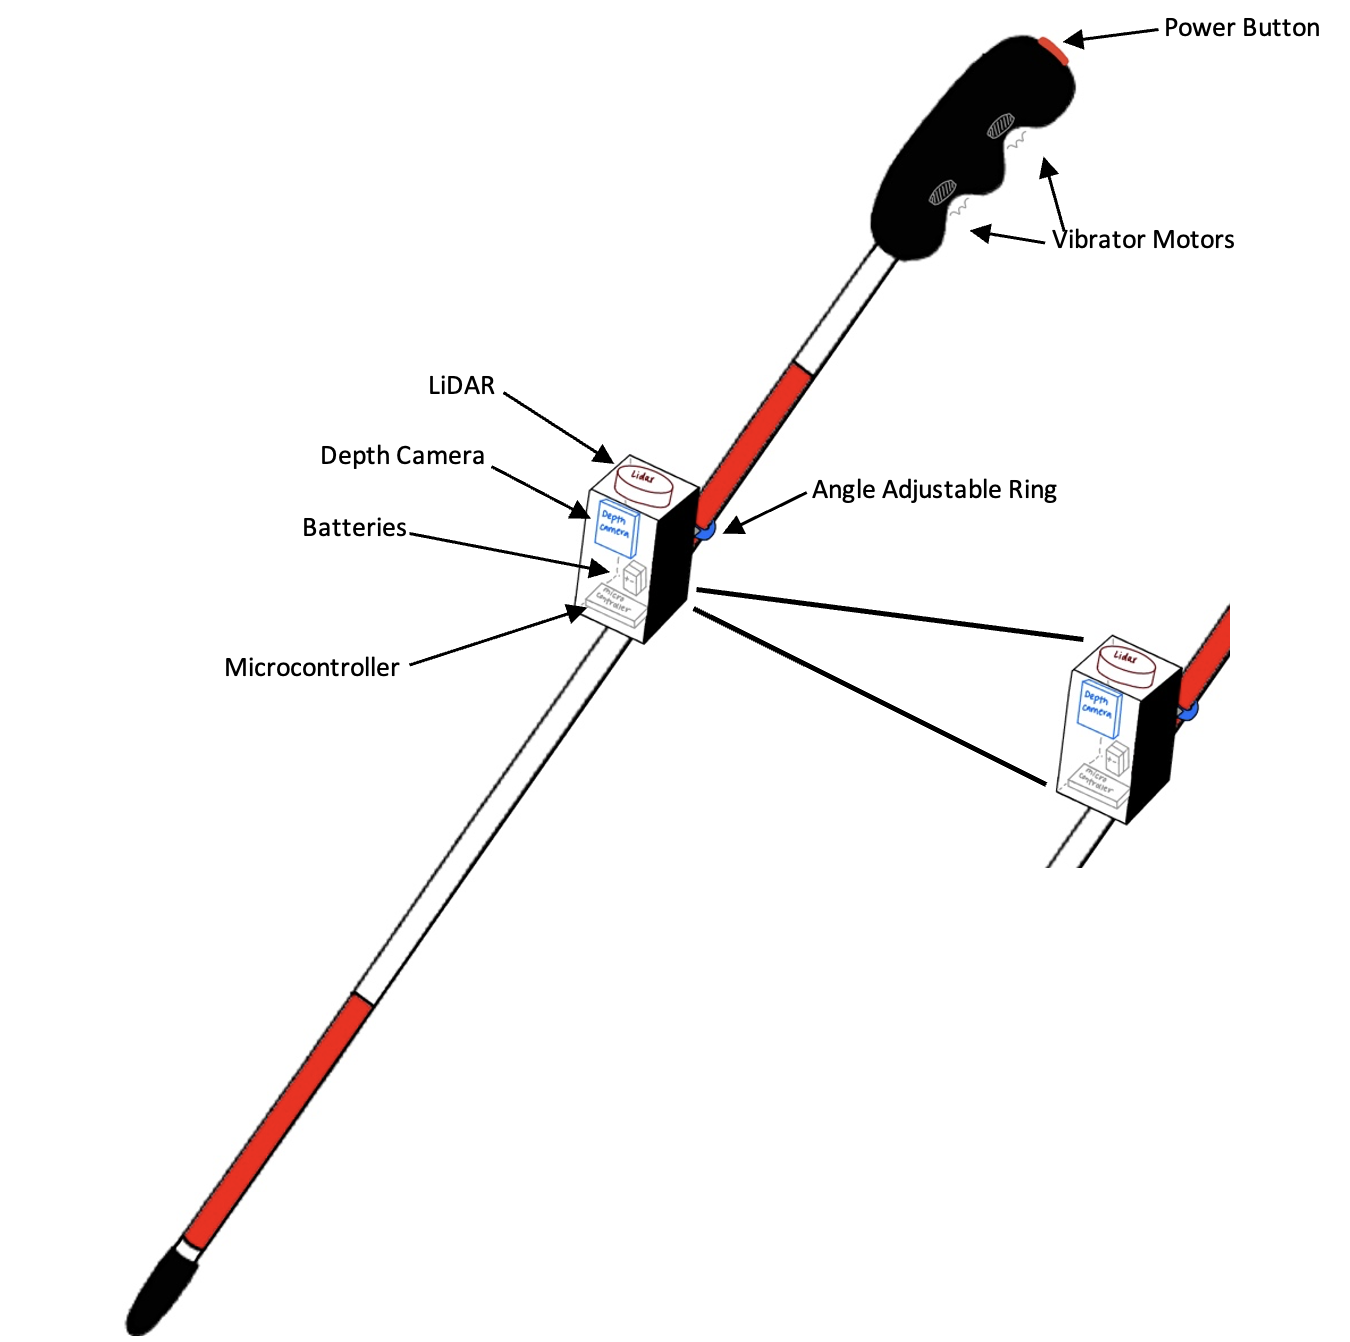 Power Button
Vibrator Motors
LiDAR
Depth Camera
Batteries
Microcontroller
Angle Adjustable Ring
Lidar
Depth
camera
+ -
micro
controller
Lidar
Depth
camera
+ -
micro
controller